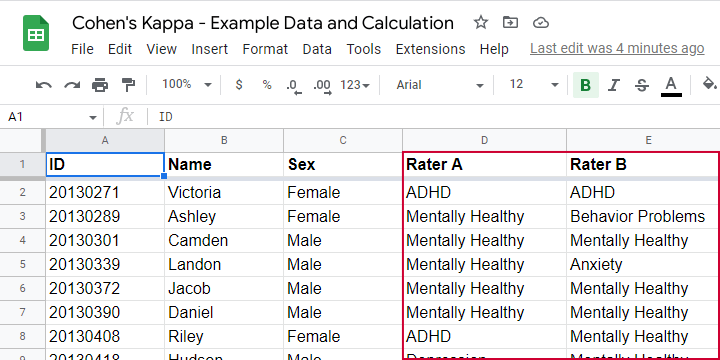 Cohen's Kappa - Example Data and Calculation
File Edit View Insert Format Data Tools Extensions Help Last edit was 4 minutes ago
100% $ % .0 .00 123 Arial 12 B I S A
A1 fx ID
A B C D E
1 ID Name Sex Rater A Rater B
2 20130271 Victoria Female ADHD ADHD
3 20130289 Ashley Female Mentally Healthy Behavior Problems
4 20130301 Camden Male Mentally Healthy Mentally Healthy
5 20130339 Landon Male Mentally Healthy Anxiety
6 20130372 Jacob Male Mentally Healthy Mentally Healthy
7 20130390 Daniel Male Mentally Healthy Mentally Healthy
8 20130408 Riley Female ADHD Mentally Healthy
9 20130418 Hudson Male Depression Mentally Healthy